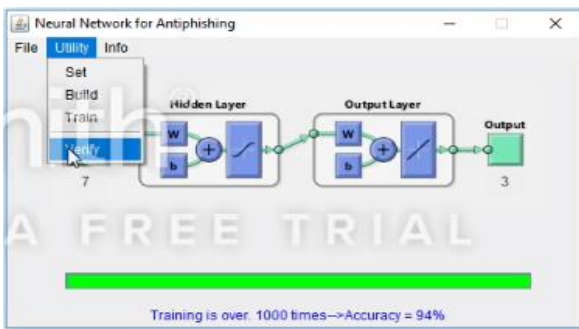 Neural Network for Antiphishing
File Utility Info
Set
Build
Train
Verify
Hidden Layer
Output Layer
Output
W
b
+
W
b
+
7
3
A FREE TRIAL
Training is over. 1000 times-->Accuracy = 94%